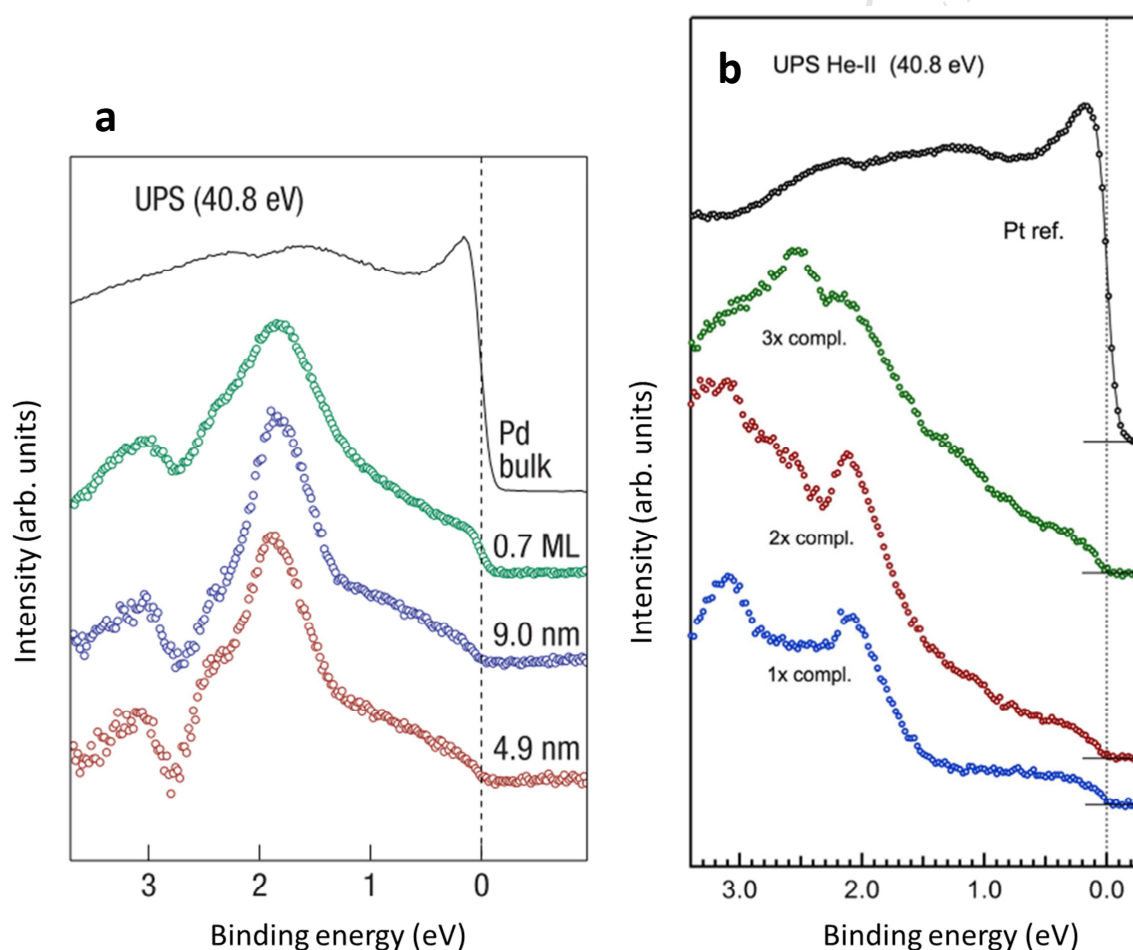 a
UPS (40.8 eV)
Pd
bulk
0.7 ML
9.0 nm
4.9 nm
Intensity (arb. units)
3 2 1 0
Binding energy (eV)
b
UPS He-II (40.8 eV)
Pt ref.
3x compl.
2x compl.
1x compl.
Intensity (arb. units)
3.0 2.0 1.0 0.0
Binding energy (eV)